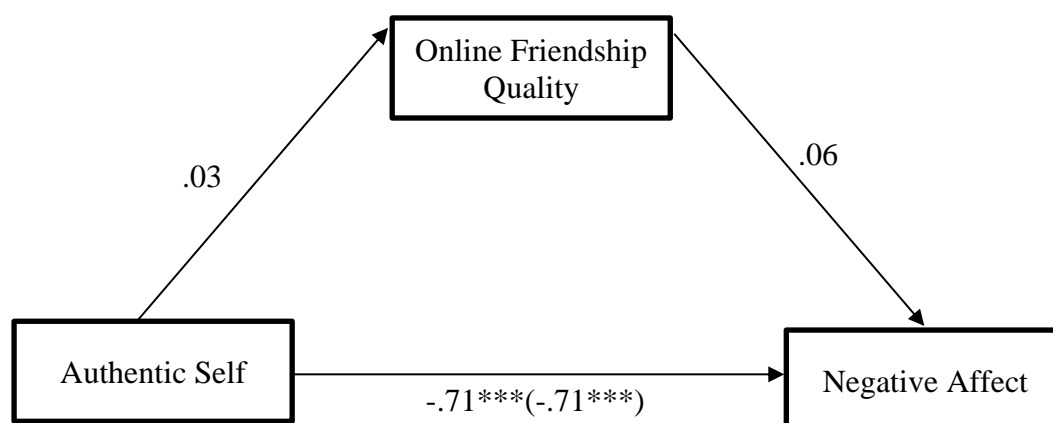 Online Friendship
Quality
.03
.06
Authentic Self
-.71***(-.71***)
Negative Affect